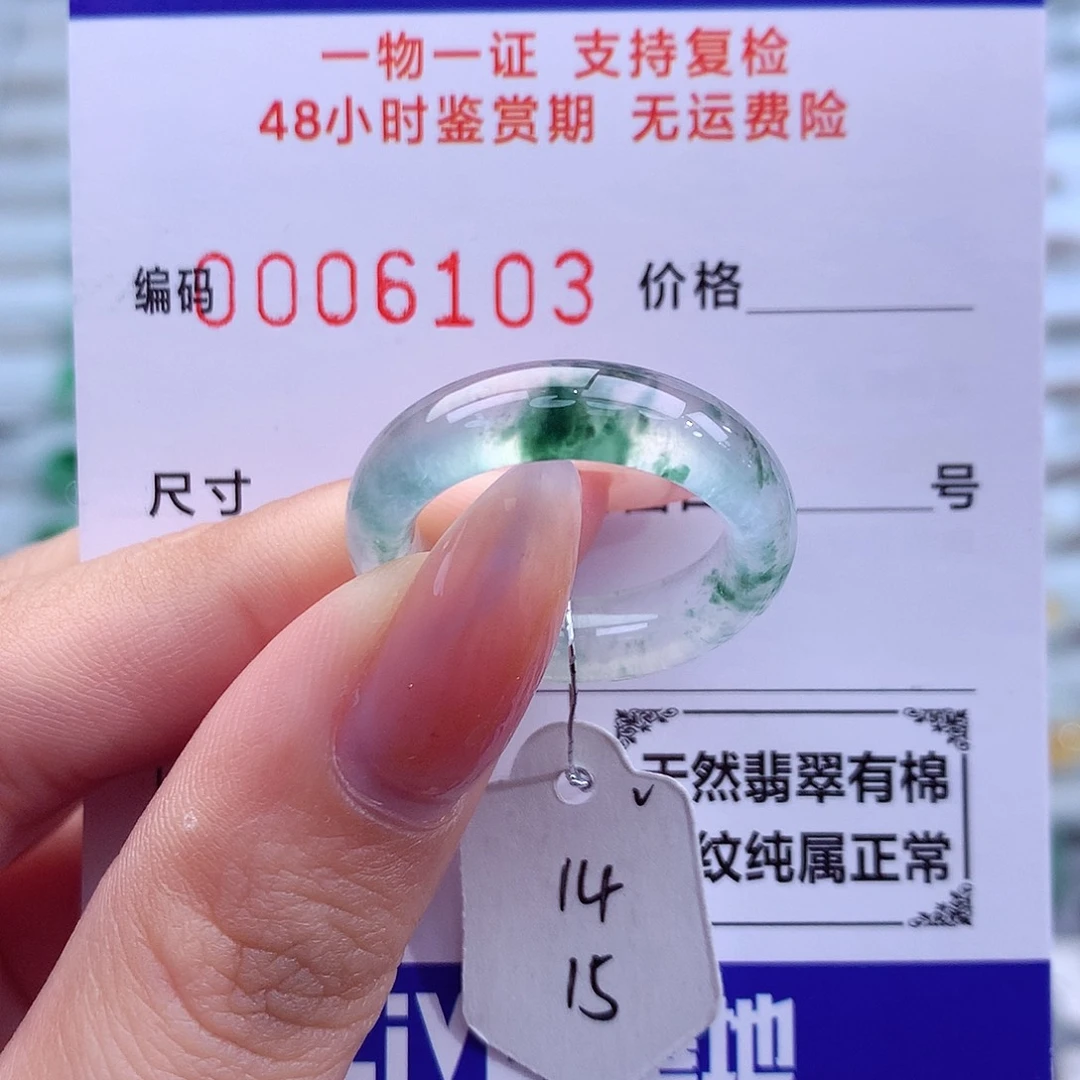 一物一证 支持复检
48小时鉴赏期 无运费险
编码0006103 价格
尺寸 号
天然翡翠有棉
纹纯属正常
14
15
地